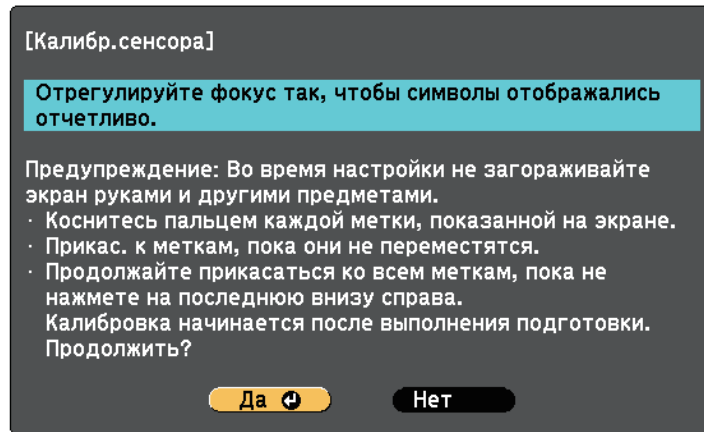 [Калибр.сенсора]
Отрегулируйте фокус так, чтобы символы отображались
отчетливо.
Предупреждение: Во время настройки не загораживайте
экран руками и другими предметами.
· Коснитесь пальцем каждой метки, показанной на экране.
· Прикас. к меткам, пока они не переместятся.
· Продолжайте прикасаться ко всем меткам, пока не
нажмете на последнюю внизу справа.
Калибровка начинается после выполнения подготовки.
Продолжить?
Да Нет